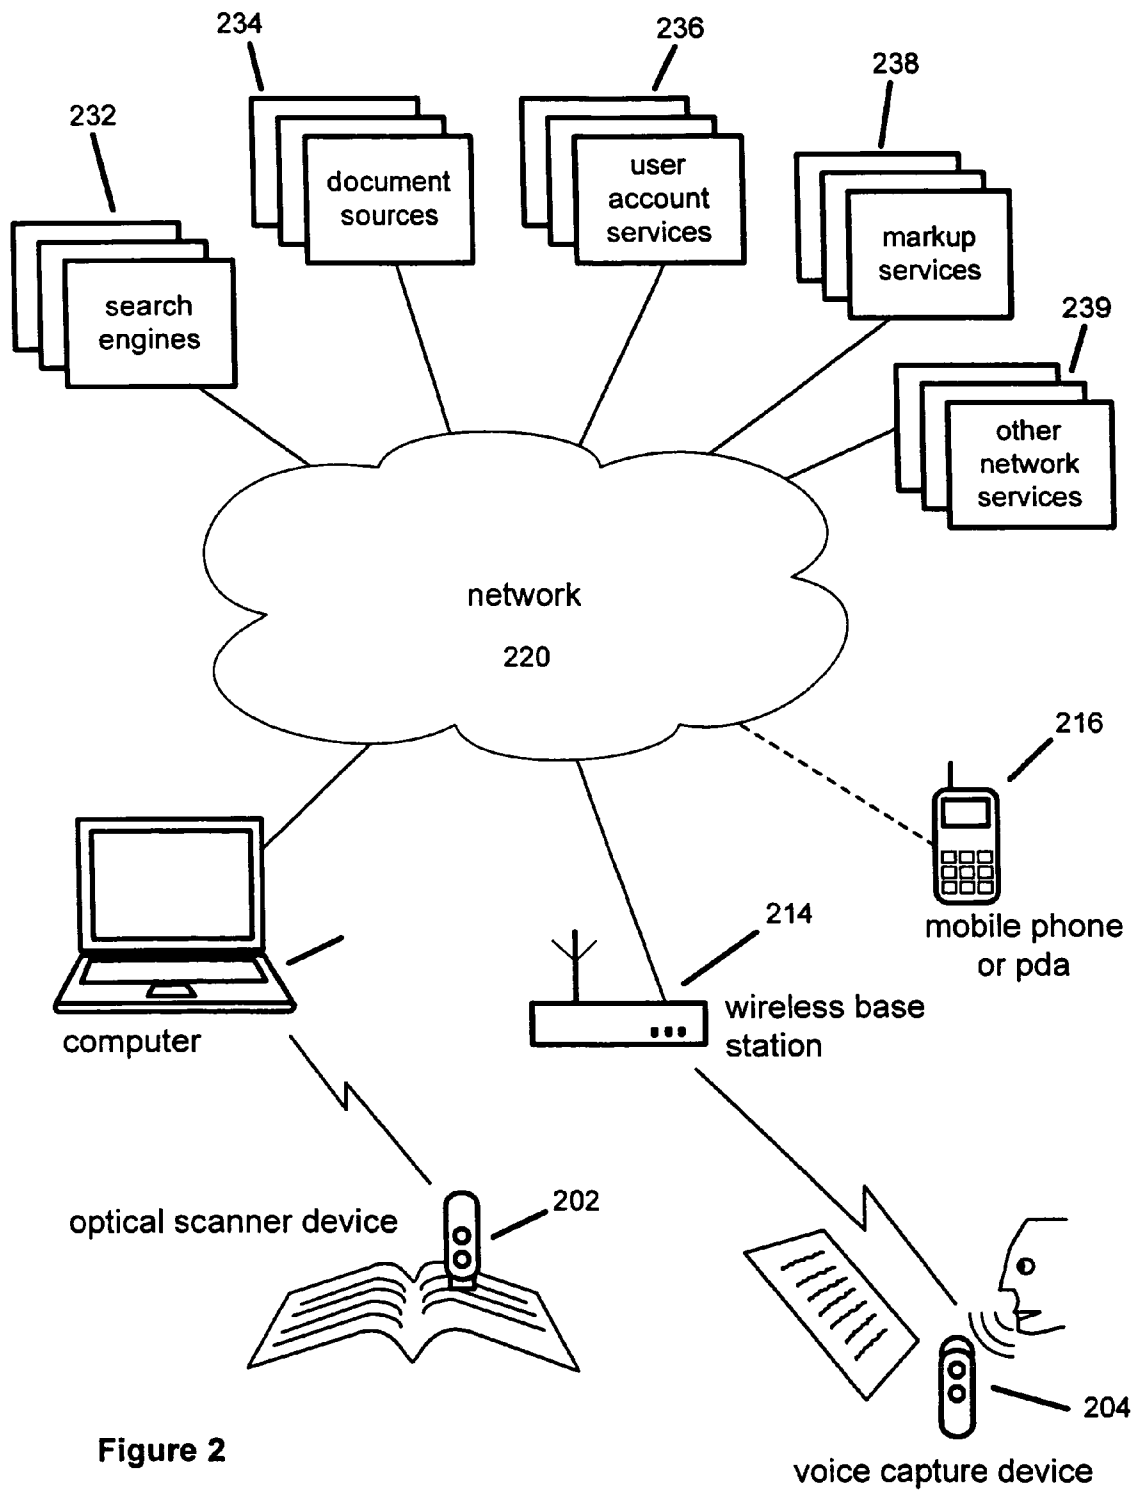 234
236
238
232
document
sources
user
account
services
markup
services
search
engines
239
other
network
services
network
220
216
mobile phone
or pda
214
wireless base
station
computer
optical scanner device
202
204
Figure 2
voice capture device